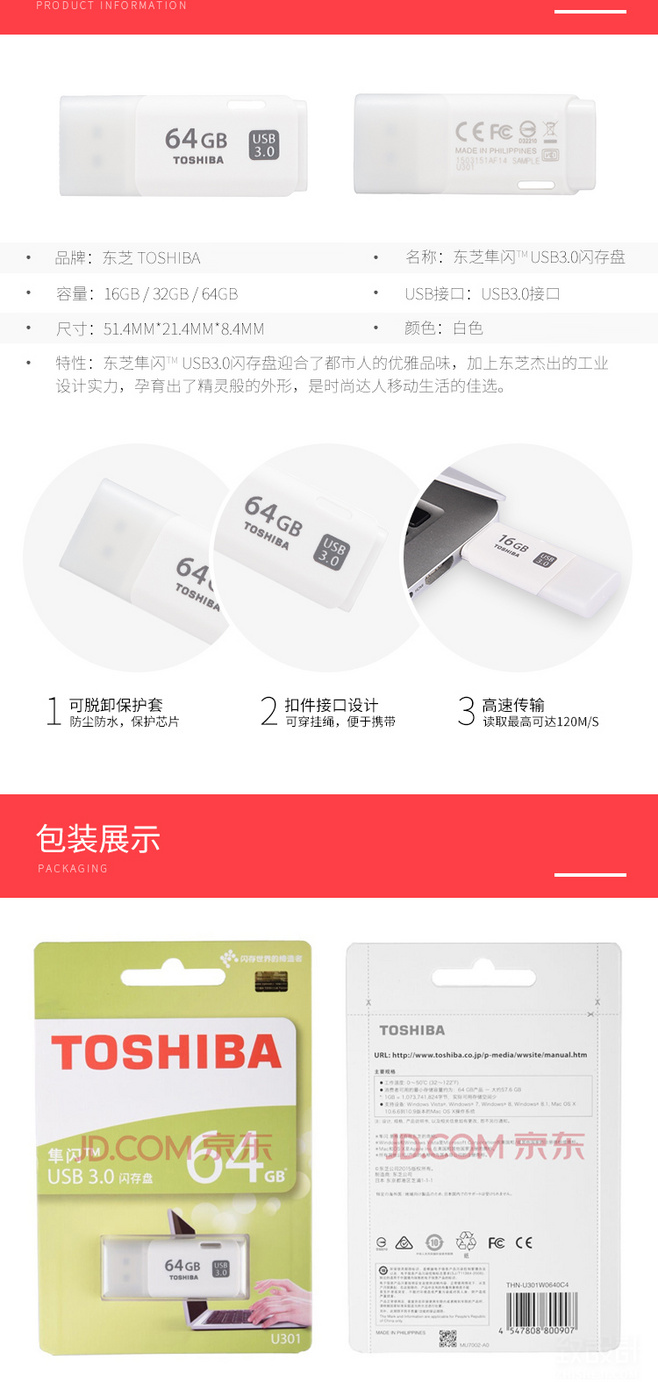 PRODUCT INFORMATION
64GB
TOSHIBA
USB
3.0
CE FC
MADE IN PHILIPPINES
1503151AF14 SAMPLE
U301
• 品牌：东芝 TOSHIBA
• 名称：东芝隼闪™USB3.0闪存盘
• 容量：16GB / 32GB / 64GB
• USB接口：USB3.0接口
• 尺寸：51.4MM*21.4MM*8.4MM
• 颜色：白色
• 特性：东芝隼闪™ USB3.0闪存盘迎合了都市人的优雅品味，加上东芝杰出的工业
设计实力，孕育出了精灵般的外形，是时尚达人移动生活的佳选。
64
TOSHIBA
64GB
TOSHIBA
USB
3.0
16GB
TOSHIBA
USB
3.0
1 可脱卸保护套
防尘防水，保护芯片
2 扣件接口设计
可穿挂绳，便于携带
3 高速传输
读取最高可达120M/S
包装展示
PACKAGING
闪存世界的缔造者
TOSHIBA
JD.COM 京东
隼闪™
USB 3.0 闪存盘
64GB
64GB
TOSHIBA
USB
3.0
U301
TOSHIBA
URL: http://www.toshiba.co.jp/p-media/wwsite/manual.htm
主要规格
JD.COM 京东
10
FC CE
THN-U301W0640C4
4 547808 800907
MADE IN PHILIPPINES